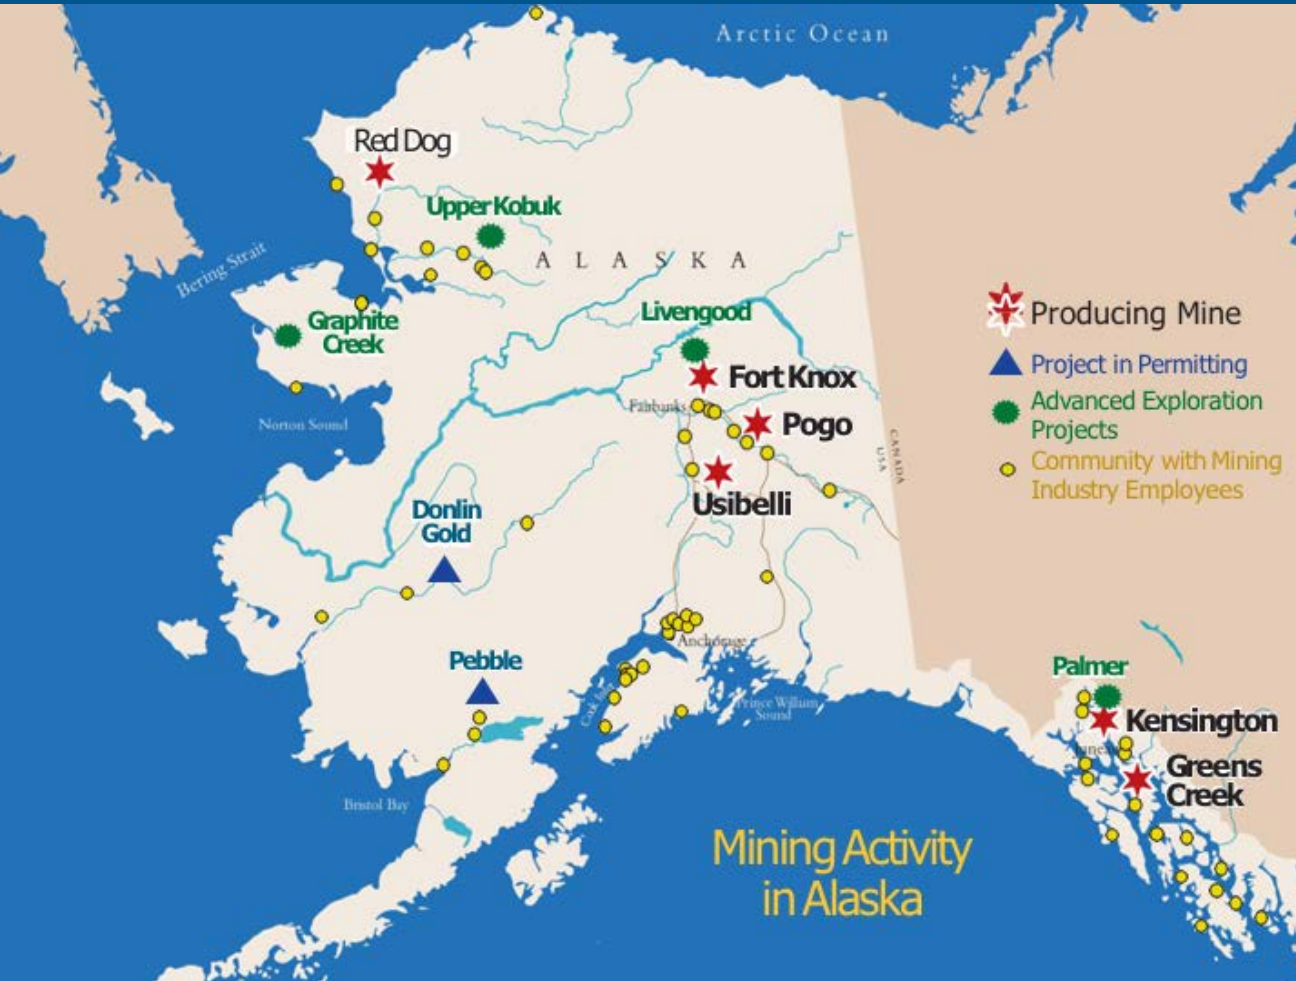 Arctic Ocean
Red Dog
Upper Kobuk
Bering Strait
A L A S K A
Graphite
Creek
Livengood
Producing Mine
Project in Permitting
Advanced Exploration
Projects
Community with Mining
Industry Employees
Fort Knox
Fairbanks
Norton Sound
Pogo
CANADA
USA
Usibelli
Donlin
Gold
Anchorage
Pebble
Cook Inlet
Prince William
Sound
Palmer
Kensington
Juneau
Greens
Creek
Bristol Bay
Mining Activity
in Alaska